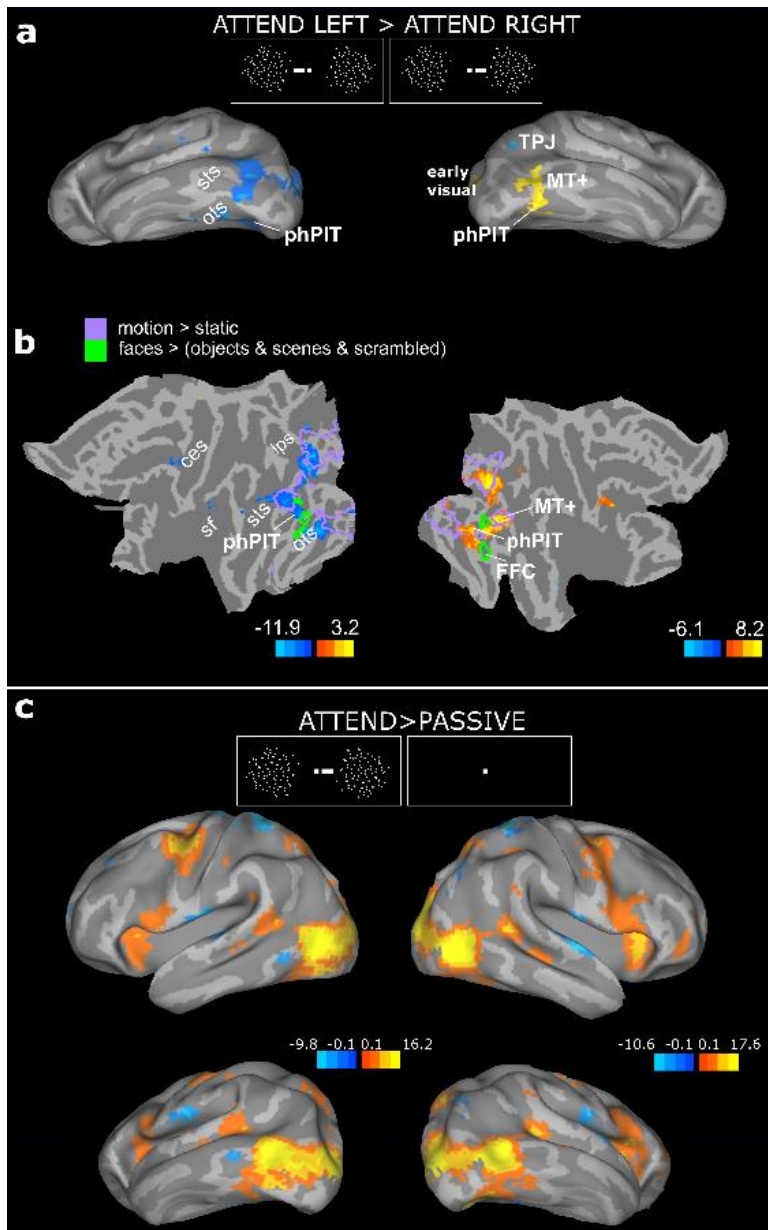 a
ATTEND LEFT > ATTEND RIGHT
sts
ots
phPIT
TPJ
early visual
MT+
phPIT
b
motion > static
faces > (objects & scenes & scrambled)
ces
ips
sf
sts
phPIT
ots
MT+
phPIT
FFC
-11.9 3.2
-6.1 8.2
c
ATTEND>PASSIVE
-9.8 -0.1 0.1 16.2
-10.6 -0.1 0.1 17.6